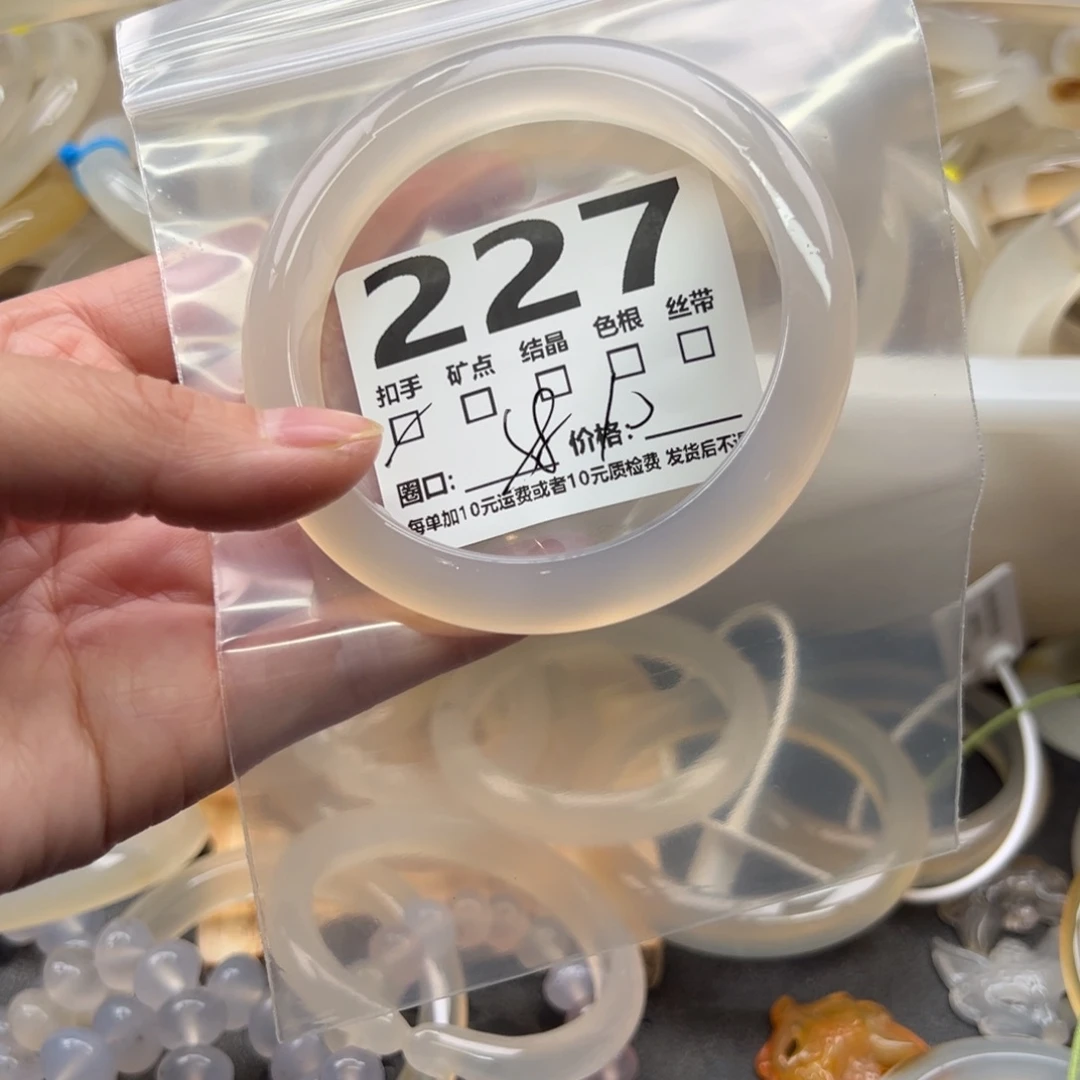 227
扣手 矿点 结晶 色根 丝带
圈口: 价格:
每单加10元运费或者10元质检费 发货后不